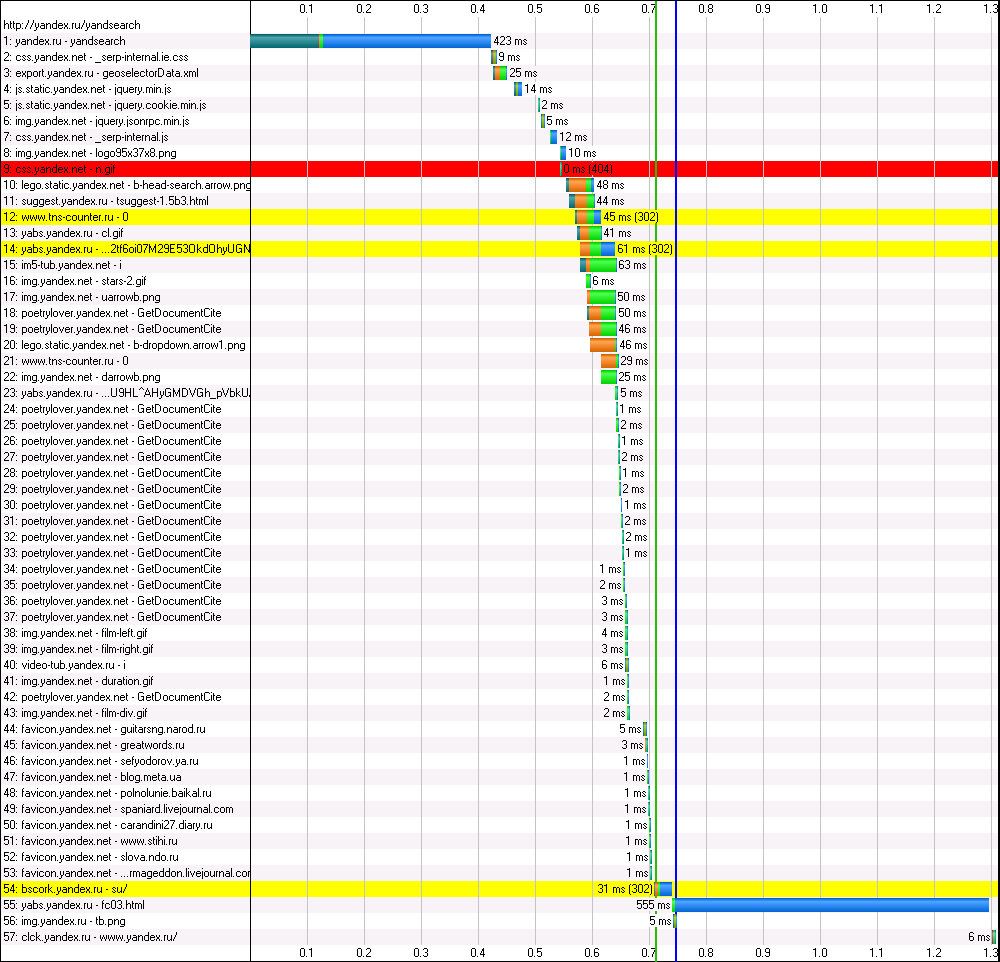 0.1 0.2 0.3 0.4 0.5 0.6 0.7 0.8 0.9 1.0 1.1 1.2 1.3
http://yandex.ru/yandsearch
1: yandex.ru - yandsearch 423 ms
2: css.yandex.net - _serp-internal.ie.css 9 ms
3: export.yandex.ru - geoselectorData.xml 25 ms
4: js.static.yandex.net - jquery.min.js 14 ms
5: js.static.yandex.net - jquery.cookie.min.js 2 ms
6: img.yandex.net - jquery.jsonrpc.min.js 5 ms
7: css.yandex.net - _serp-internal.js 12 ms
8: img.yandex.net - logo95x37x8.png 10 ms
9: css.yandex.net - n.gif 0 ms (404)
10: lego.static.yandex.net - b-head-search.arrow.png 48 ms
11: suggest.yandex.ru - tsuggest-1.5b3.html 44 ms
12: www.tns-counter.ru - 0 45 ms (302)
13: yabs.yandex.ru - cl.gif 41 ms
14: yabs.yandex.ru - ...2tf6oi07M29E53OkdOhyUGN 61 ms (302)
15: im5-tub.yandex.net - i 63 ms
16: img.yandex.net - stars-2.gif 6 ms
17: img.yandex.net - uarrowb.png 50 ms
18: poetrylover.yandex.net - GetDocumentCite 50 ms
19: poetrylover.yandex.net - GetDocumentCite 46 ms
20: lego.static.yandex.net - b-dropdown.arrow1.png 46 ms
21: www.tns-counter.ru - 0 29 ms
22: img.yandex.net - darrowb.png 25 ms
23: yabs.yandex.ru - ...U9HL^AHyGMDVGh_pVbkU 5 ms
24: poetrylover.yandex.net - GetDocumentCite 1 ms
25: poetrylover.yandex.net - GetDocumentCite 2 ms
26: poetrylover.yandex.net - GetDocumentCite 1 ms
27: poetrylover.yandex.net - GetDocumentCite 2 ms
28: poetrylover.yandex.net - GetDocumentCite 1 ms
29: poetrylover.yandex.net - GetDocumentCite 2 ms
30: poetrylover.yandex.net - GetDocumentCite 1 ms
31: poetrylover.yandex.net - GetDocumentCite 2 ms
32: poetrylover.yandex.net - GetDocumentCite 2 ms
33: poetrylover.yandex.net - GetDocumentCite 1 ms
34: poetrylover.yandex.net - GetDocumentCite 1 ms
35: poetrylover.yandex.net - GetDocumentCite 2 ms
36: poetrylover.yandex.net - GetDocumentCite 3 ms
37: poetrylover.yandex.net - GetDocumentCite 3 ms
38: img.yandex.net - film-left.gif 4 ms
39: img.yandex.net - film-right.gif 3 ms
40: video-tub.yandex.ru - i 6 ms
41: img.yandex.net - duration.gif 1 ms
42: poetrylover.yandex.net - GetDocumentCite 2 ms
43: img.yandex.net - film-div.gif 2 ms
44: favicon.yandex.net - guitarsng.narod.ru 5 ms
45: favicon.yandex.net - greatwords.ru 3 ms
46: favicon.yandex.net - sefyodorov.ya.ru 1 ms
47: favicon.yandex.net - blog.meta.ua 1 ms
48: favicon.yandex.net - polnolunie.baikal.ru 1 ms
49: favicon.yandex.net - spaniard.livejournal.com 1 ms
50: favicon.yandex.net - carandini27.diary.ru 1 ms
51: favicon.yandex.net - www.stihi.ru 1 ms
52: favicon.yandex.net - slova.ndo.ru 1 ms
53: favicon.yandex.net - ...rmageddon.livejournal.com 1 ms
54: bscork.yandex.ru - su/ 31 ms (302)
55: yabs.yandex.ru - fc03.html 555 ms
56: img.yandex.net - tb.png 5 ms
57: clck.yandex.ru - www.yandex.ru/ 6 ms
0.1 0.2 0.3 0.4 0.5 0.6 0.7 0.8 0.9 1.0 1.1 1.2 1.3